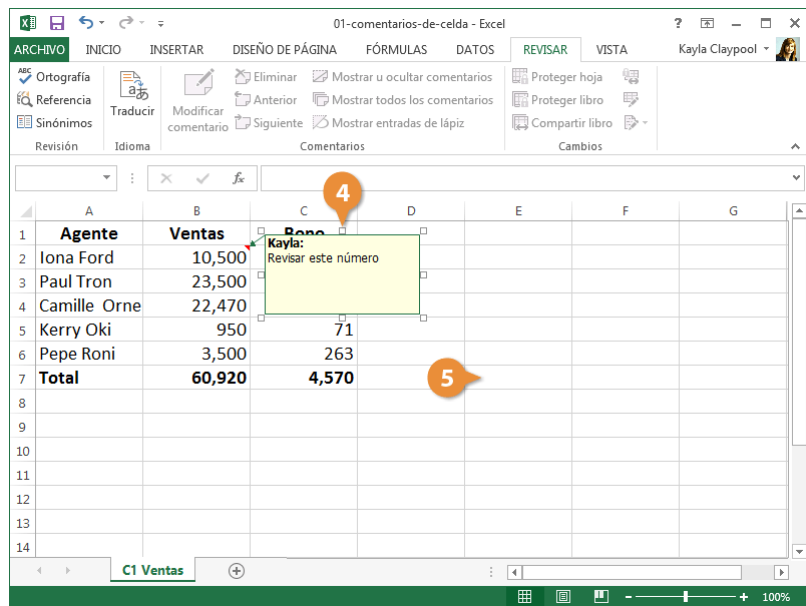 01-comentarios-de-celda - Excel
ARCHIVO INICIO INSERTAR DISEÑO DE PÁGINA FÓRMULAS DATOS REVISAR VISTA Kayla Claypool
ABC Ortografía
Referencia
Sinónimos
Revisión
Traducir
Idioma
Modificar comentario
Eliminar
Anterior
Siguiente
Mostrar u ocultar comentarios
Mostrar todos los comentarios
Mostrar entradas de lápiz
Comentarios
Proteger hoja
Proteger libro
Compartir libro
Cambios
fx
4
A B C D E F G
1 Agente Ventas Bono
Kayla:
Revisar este número
2 Iona Ford 10,500
3 Paul Tron 23,500
4 Camille Orne 22,470
5 Kerry Oki 950 71
6 Pepe Roni 3,500 263
7 Total 60,920 4,570
5
8
9
10
11
12
13
14
C1 Ventas
100%